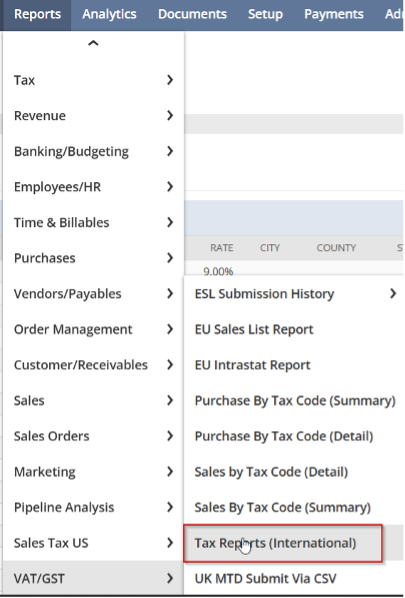 Reports Analytics Documents Setup Payments
Tax
Revenue
Banking/Budgeting
Employees/HR
Time & Billables
Purchases
RATE CITY COUNTY
9.00%
Vendors/Payables
ESL Submission History
Order Management
EU Sales List Report
Customer/Receivables
EU Intrastat Report
Sales
Purchase By Tax Code (Summary)
Sales Orders
Purchase By Tax Code (Detail)
Marketing
Sales by Tax Code (Detail)
Pipeline Analysis
Sales By Tax Code (Summary)
Sales Tax US
Tax Reports (International)
VAT/GST
UK MTD Submit Via CSV